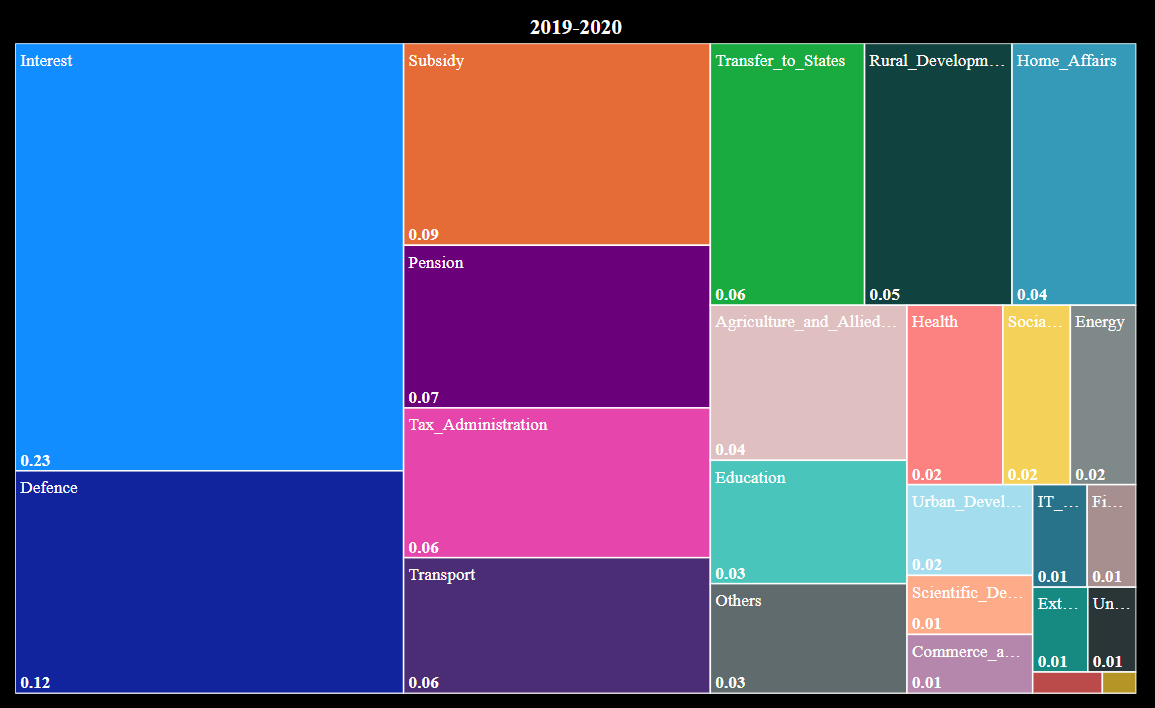 2019-2020
Interest
0.23
Defence
0.12
Subsidy
0.09
Pension
0.07
Tax_Administration
0.06
Transport
0.06
Transfer_to_States
0.06
Rural_Developm…
0.05
Home_Affairs
0.04
Agriculture_and_Allied…
0.04
Education
0.03
Others
0.03
Health
0.02
Socia…
0.02
Energy
0.02
Urban_Devel…
0.02
Scientific_De…
0.01
Commerce_a…
0.01
IT_…
0.01
Fi…
0.01
Ext…
0.01
Un…
0.01